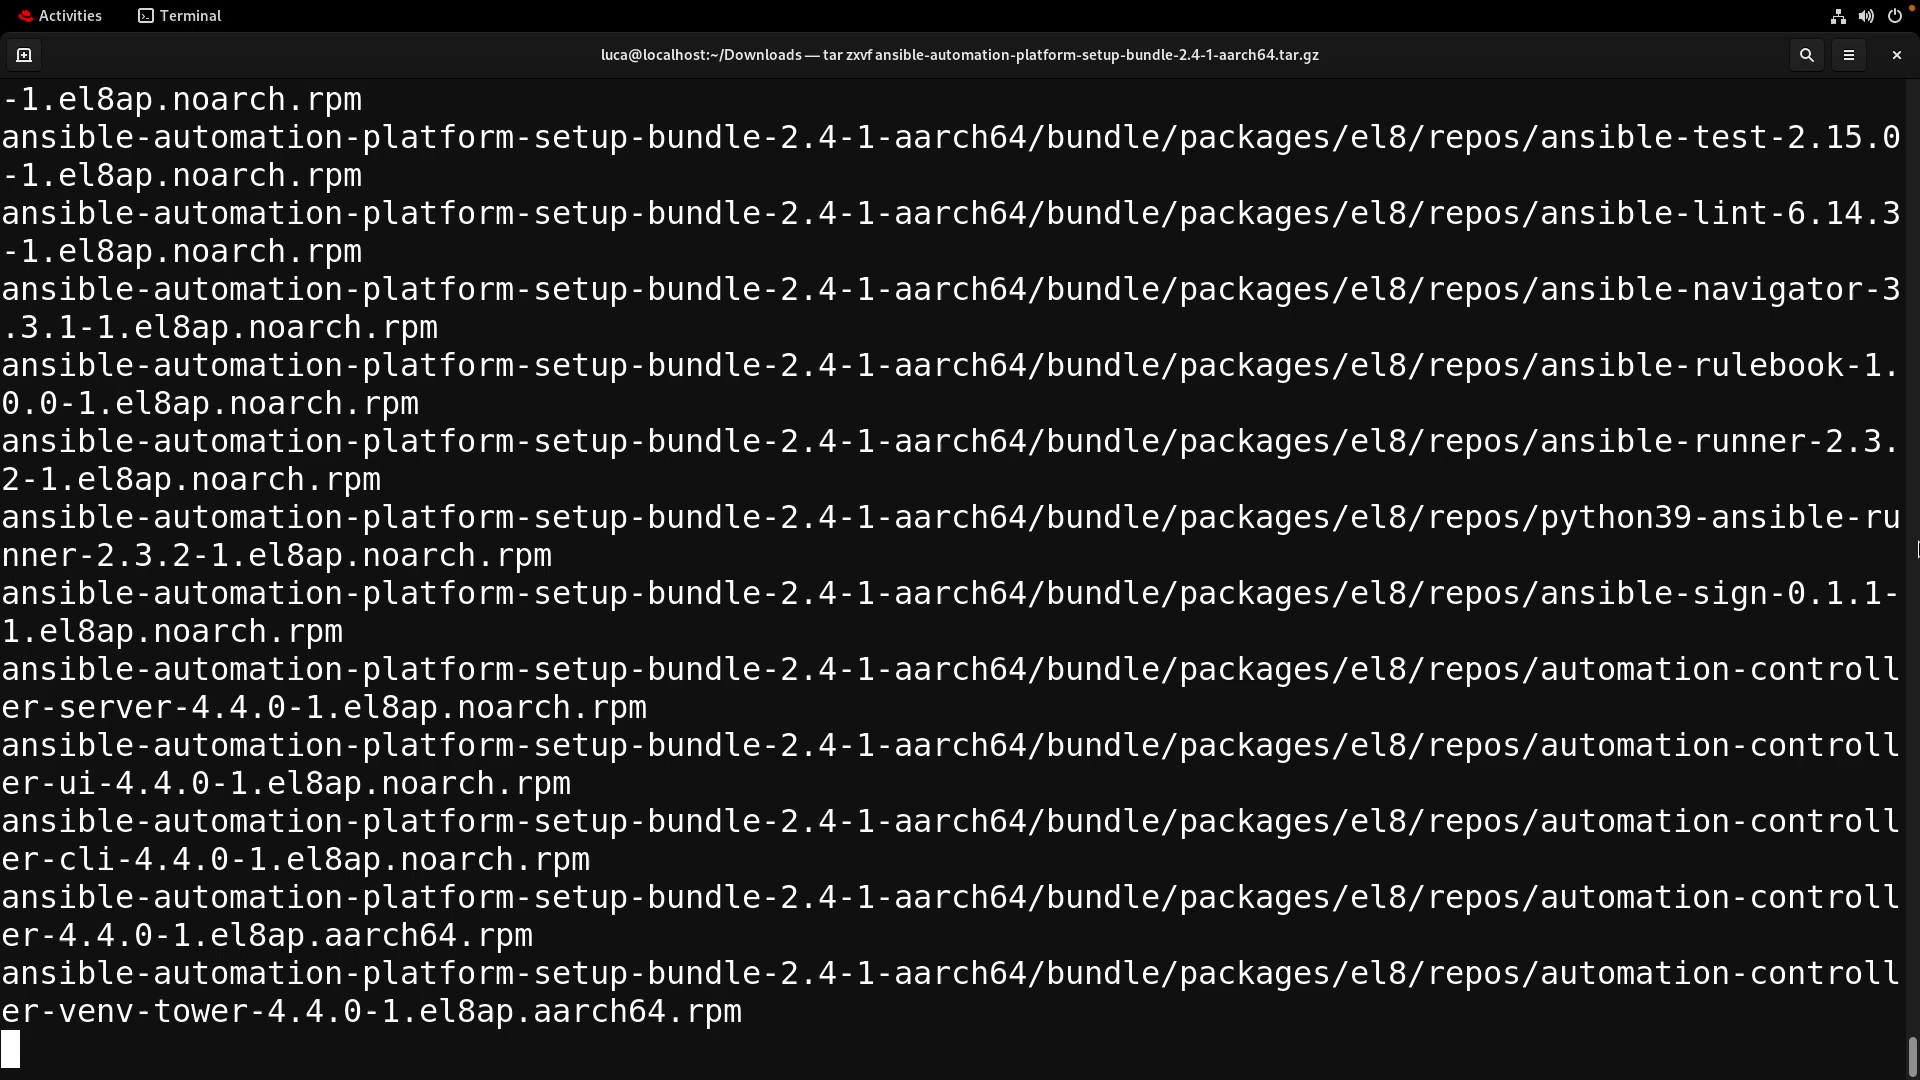 Activities Terminal
luca@localhost:~/Downloads — tar zxvf ansible-automation-platform-setup-bundle-2.4-1-aarch64.tar.gz
-1.el8ap.noarch.rpm
ansible-automation-platform-setup-bundle-2.4-1-aarch64/bundle/packages/el8/repos/ansible-test-2.15.0
-1.el8ap.noarch.rpm
ansible-automation-platform-setup-bundle-2.4-1-aarch64/bundle/packages/el8/repos/ansible-lint-6.14.3
-1.el8ap.noarch.rpm
ansible-automation-platform-setup-bundle-2.4-1-aarch64/bundle/packages/el8/repos/ansible-navigator-3
.3.1-1.el8ap.noarch.rpm
ansible-automation-platform-setup-bundle-2.4-1-aarch64/bundle/packages/el8/repos/ansible-rulebook-1.
0.0-1.el8ap.noarch.rpm
ansible-automation-platform-setup-bundle-2.4-1-aarch64/bundle/packages/el8/repos/ansible-runner-2.3.
2-1.el8ap.noarch.rpm
ansible-automation-platform-setup-bundle-2.4-1-aarch64/bundle/packages/el8/repos/python39-ansible-ru
nner-2.3.2-1.el8ap.noarch.rpm
ansible-automation-platform-setup-bundle-2.4-1-aarch64/bundle/packages/el8/repos/ansible-sign-0.1.1-
1.el8ap.noarch.rpm
ansible-automation-platform-setup-bundle-2.4-1-aarch64/bundle/packages/el8/repos/automation-controll
er-server-4.4.0-1.el8ap.noarch.rpm
ansible-automation-platform-setup-bundle-2.4-1-aarch64/bundle/packages/el8/repos/automation-controll
er-ui-4.4.0-1.el8ap.noarch.rpm
ansible-automation-platform-setup-bundle-2.4-1-aarch64/bundle/packages/el8/repos/automation-controll
er-cli-4.4.0-1.el8ap.noarch.rpm
ansible-automation-platform-setup-bundle-2.4-1-aarch64/bundle/packages/el8/repos/automation-controll
er-4.4.0-1.el8ap.aarch64.rpm
ansible-automation-platform-setup-bundle-2.4-1-aarch64/bundle/packages/el8/repos/automation-controll
er-venv-tower-4.4.0-1.el8ap.aarch64.rpm